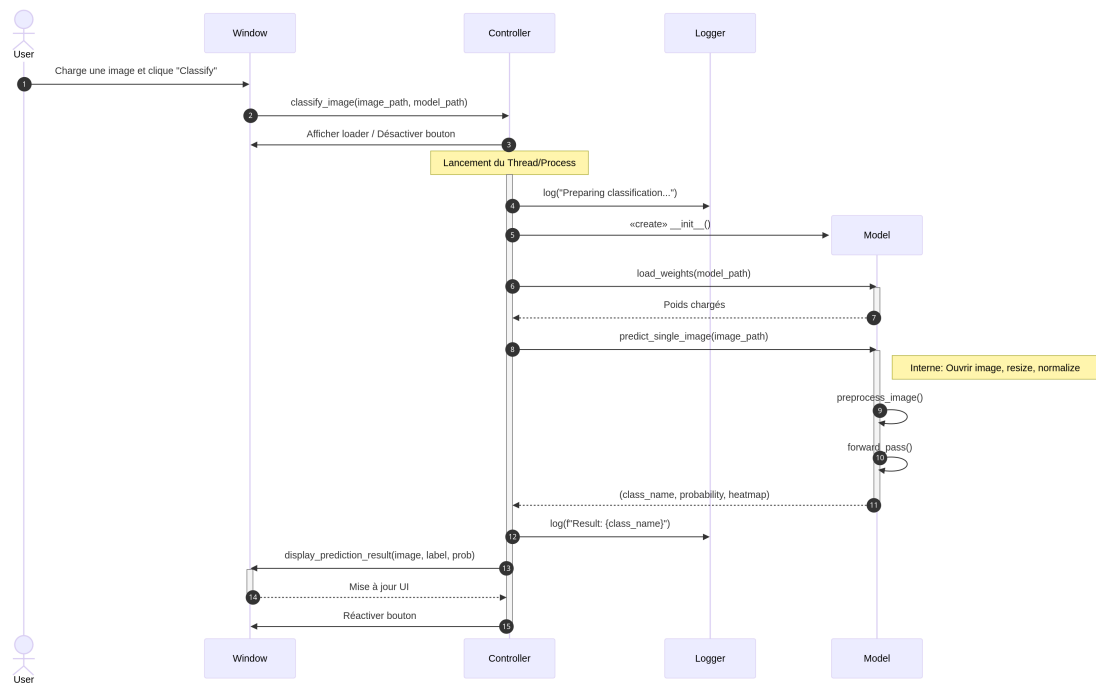 User
Window
Controller
Logger
1
Charge une image et clique "Classify"
2
classify_image(image_path, model_path)
Afficher loader / Désactiver bouton
3
Lancement du Thread/Process
4
log("Preparing classification...")
5
«create» __init__()
Model
6
load_weights(model_path)
Poids chargés
7
8
predict_single_image(image_path)
Interne: Ouvrir image, resize, normalize
preprocess_image()
9
forward_pass()
10
(class_name, probability, heatmap)
11
12
log(f"Result: {class_name}")
display_prediction_result(image, label, prob)
13
14
Mise à jour UI
Réactiver bouton
15
User
Window
Controller
Logger
Model